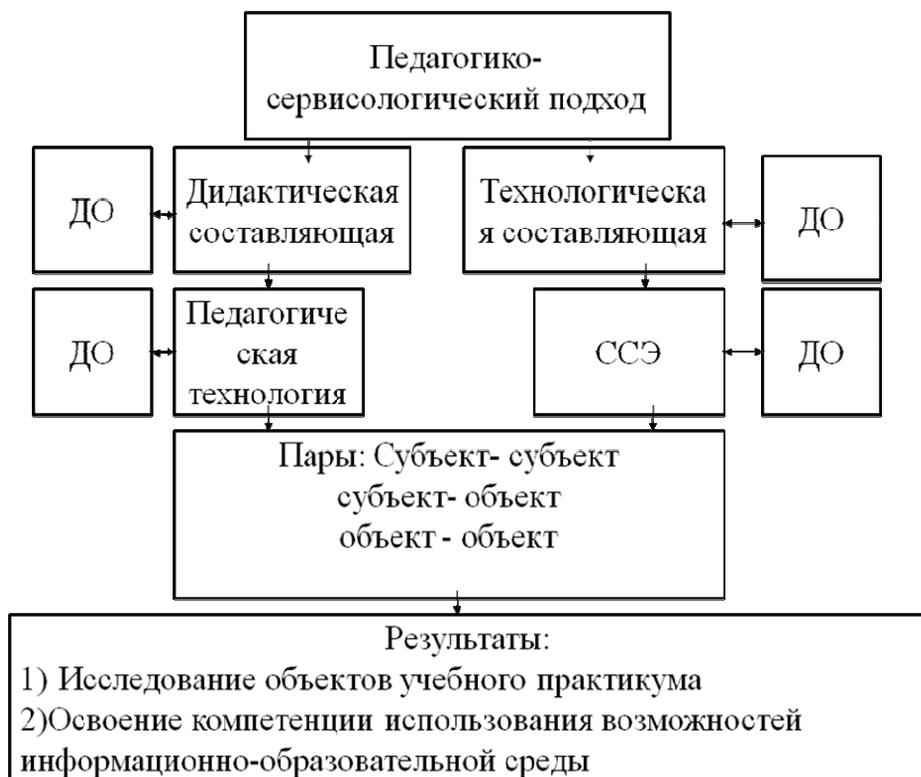 Педагогико-
сервисологический подход
ДО
Дидактическая
составляющая
Технологическа
я составляющая
ДО
ДО
Педагогиче
ская
технология
ССЭ
ДО
Пары: Субъект- субъект
субъект- объект
объект - объект
Результаты:
1) Исследование объектов учебного практикума
2)Освоение компетенции использования возможностей
информационно-образовательной среды